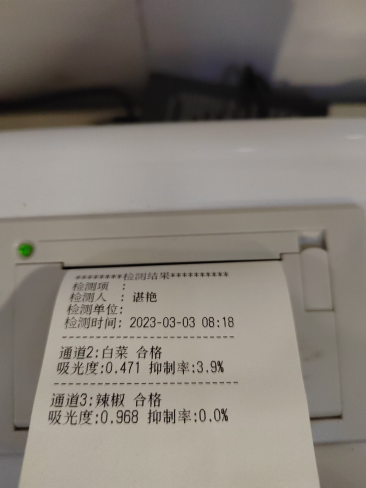 ********检测结果**********
检测项 :
检测人 : 谌艳
检测单位:
检测时间: 2023-03-03 08:18
--------------------------
通道2;白菜 合格
吸光度;0.471 抑制率:3.9%
--------------------------
通道3;辣椒 合格
吸光度;0.968 抑制率:0.0%